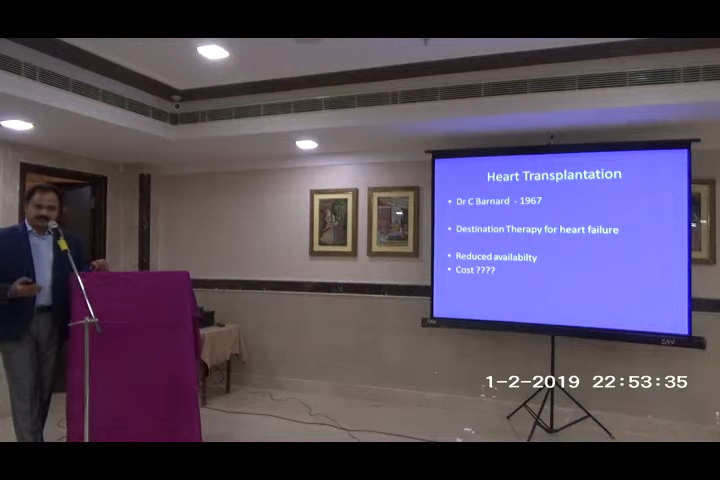 Heart Transplantation
• Dr C Barnard - 1967
• Destination Therapy for heart failure
• Reduced availabilty
• Cost ????
1-2-2019 22:53:35